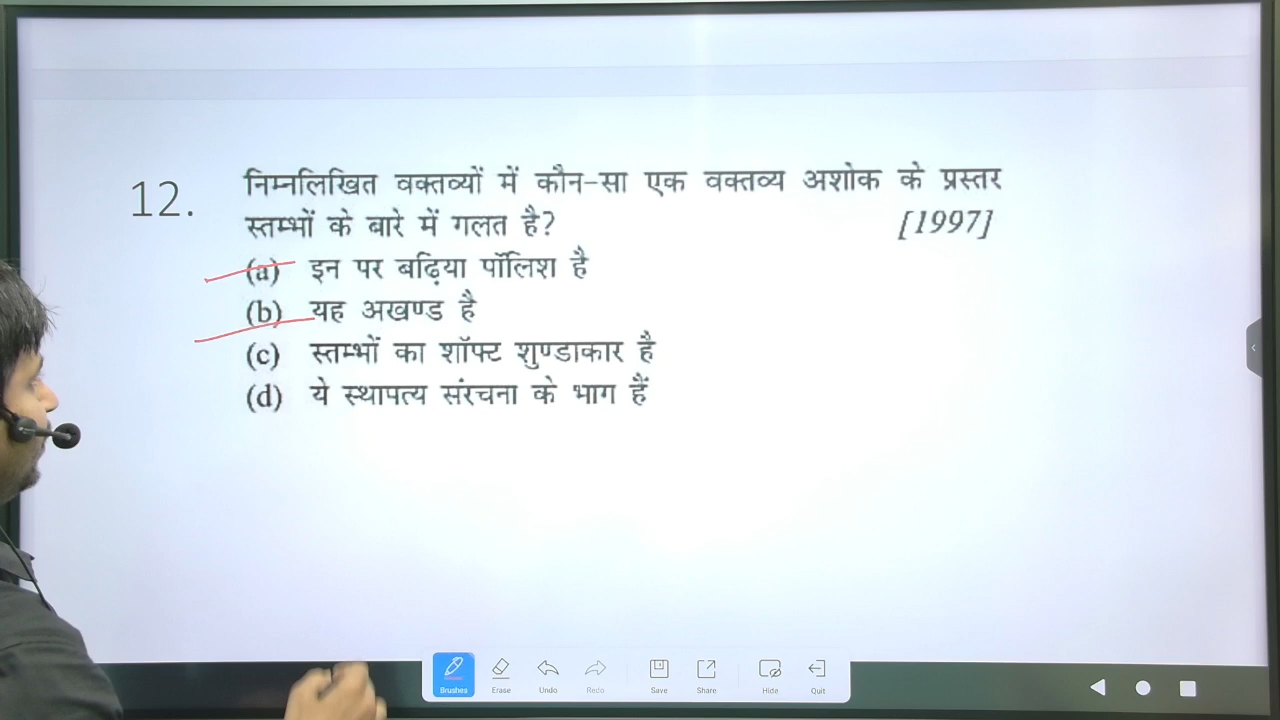 12.
निम्नलिखित वक्तव्यों में कौन-सा एक वक्तव्य अशोक के प्रस्तर
स्तम्भों के बारे में गलत है? [1997]
(a) इन पर बढ़िया पॉलिश है
(b) यह अखण्ड है
(c) स्तम्भों का शॉफ्ट शुण्डाकार है
(d) ये स्थापत्य संरचना के भाग हैं
Brushes Erase Undo Redo Save Share Hide Quit